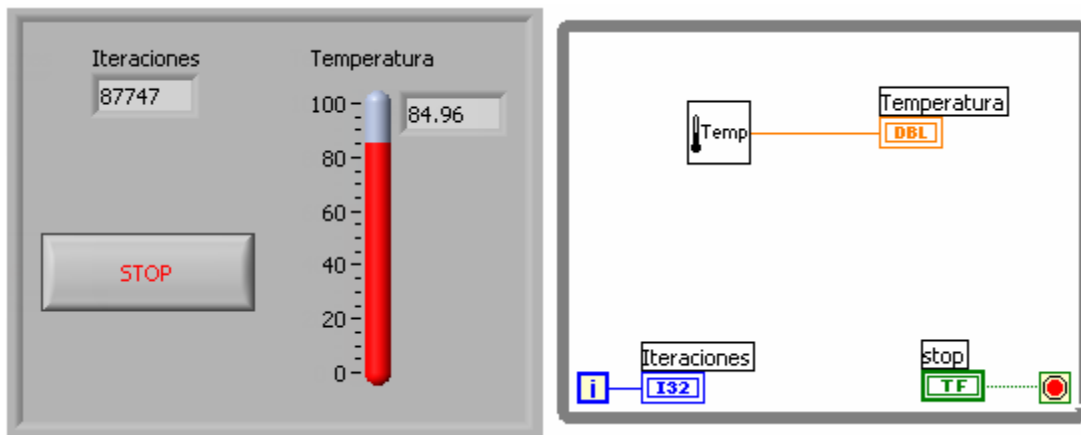 Iteraciones
87747
Temperatura
100
84.96
80
60
40
20
0
STOP
Temp
Temperatura
DBL
Iteraciones
i
I32
stop
TF